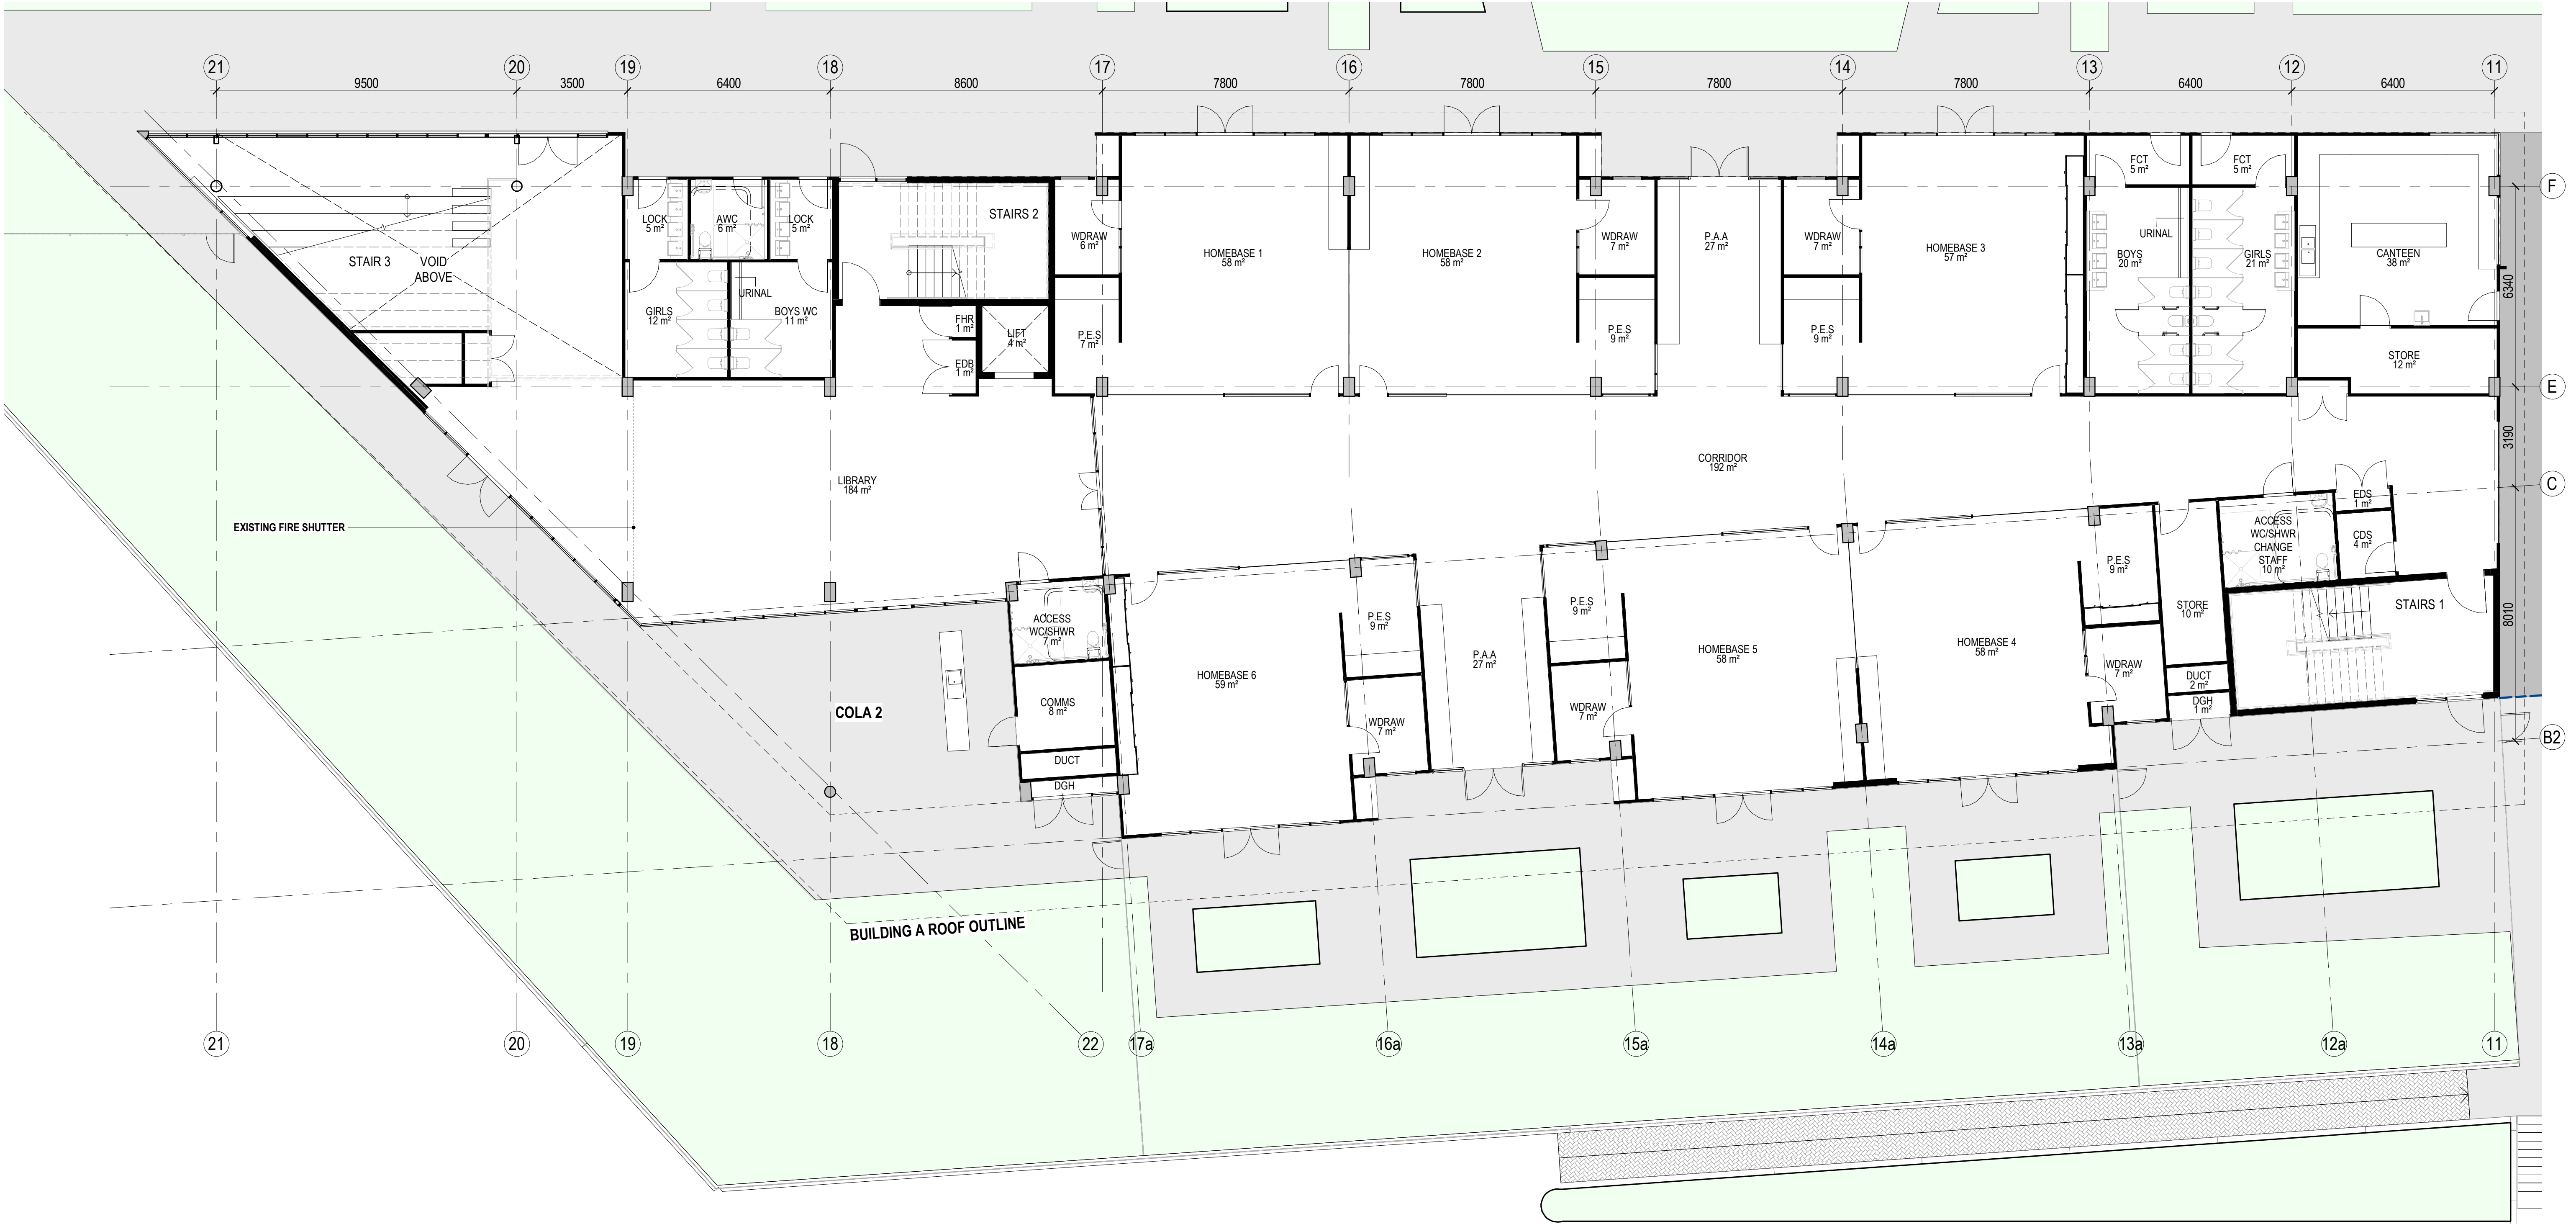 21 20 19 18 17 16 15 14 13 12 11
9500 3500 6400 8600 7800 7800 7800 7800 6400 6400
F
E
C
B2
6340
3190
8010
STAIR 3
VOID
ABOVE
LOCK
5 m²
AWC
6 m²
LOCK
5 m²
GIRLS
12 m²
URINAL
BOYS WC
11 m²
STAIRS 2
FHR
1 m²
EDB
1 m²
LIFT
4 m²
WDRAW
6 m²
P.E.S
7 m²
HOMEBASE 1
58 m²
HOMEBASE 2
58 m²
WDRAW
7 m²
P.E.S
9 m²
P.A.A
27 m²
WDRAW
7 m²
P.E.S
9 m²
HOMEBASE 3
57 m²
FCT
5 m²
FCT
5 m²
BOYS
20 m²
URINAL
GIRLS
21 m²
CANTEEN
38 m²
STORE
12 m²
LIBRARY
184 m²
EXISTING FIRE SHUTTER
CORRIDOR
192 m²
ACCESS
WC/SHWR
7 m²
COMMS
8 m²
DUCT
DGH
COLA 2
HOMEBASE 6
59 m²
P.E.S
9 m²
WDRAW
7 m²
P.A.A
27 m²
P.E.S
9 m²
WDRAW
7 m²
HOMEBASE 5
58 m²
HOMEBASE 4
58 m²
P.E.S
9 m²
WDRAW
7 m²
STORE
10 m²
DUCT
2 m²
DGH
1 m²
ACCESS
WC/SHWR
CHANGE
STAFF
10 m²
EDS
1 m²
CDS
4 m²
STAIRS 1
BUILDING A ROOF OUTLINE
21 20 19 18 22 17a 16a 15a 14a 13a 12a 11